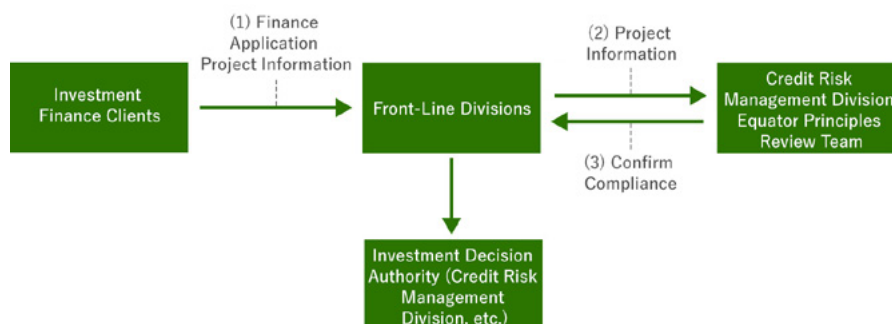 (1) Finance
Application
Project Information
(2) Project
Information
Investment
Finance Clients
Front-Line Divisions
Credit Risk
Management Division
Equator Principles
Review Team
(3) Confirm
Compliance
Investment Decision
Authority (Credit Risk
Management
Division, etc.)